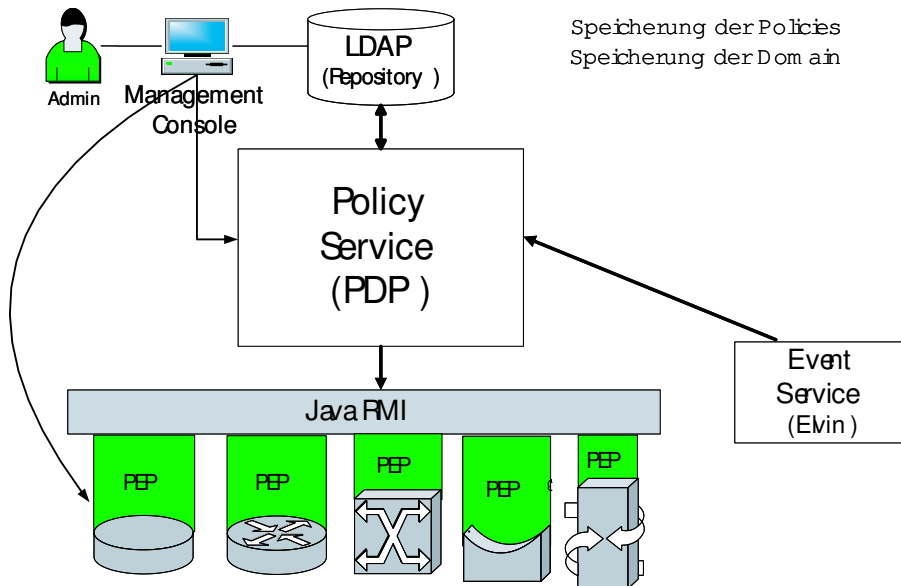 LDAP
(Repository)
Speicherung der Policies
Speicherung der Domain
Admin
Management
Console
Policy
Service
(PDP)
Event
Service
(Elvin)
Java RMI
PEP
PEP
PEP
PEP
PEP